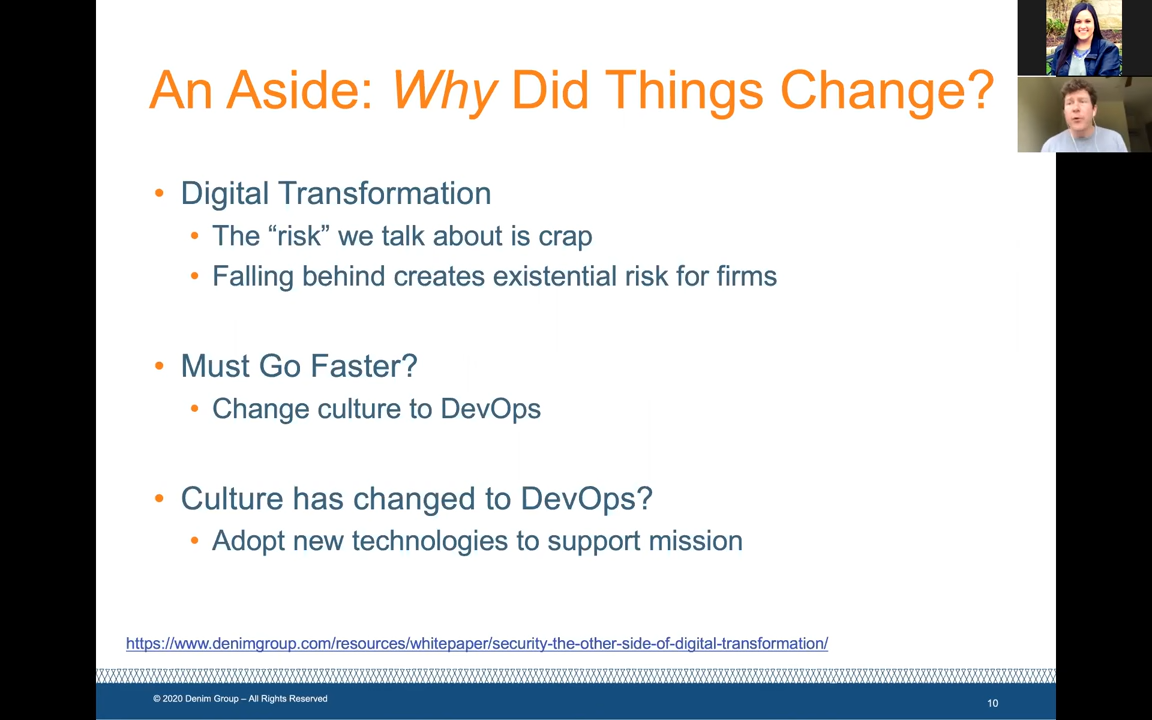 An Aside: Why Did Things Change?
• Digital Transformation
• The “risk” we talk about is crap
• Falling behind creates existential risk for firms
• Must Go Faster?
• Change culture to DevOps
• Culture has changed to DevOps?
• Adopt new technologies to support mission
https://www.denimgroup.com/resources/whitepaper/security-the-other-side-of-digital-transformation/
© 2020 Denim Group – All Rights Reserved
10